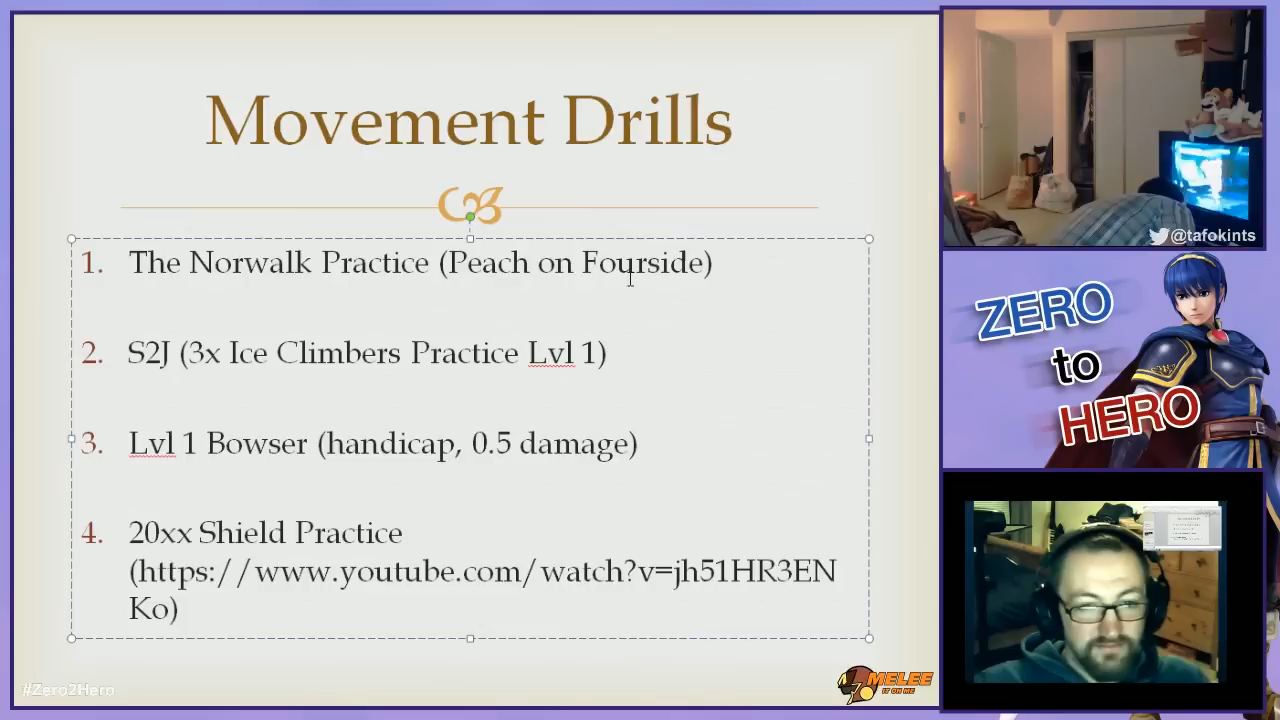 Movement Drills
1. The Norwalk Practice (Peach on Fourside)
2. S2J (3x Ice Climbers Practice Lvl 1)
3. Lvl 1 Bowser (handicap, 0.5 damage)
4. 20xx Shield Practice
(https://www.youtube.com/watch?v=jh51HR3EN
Ko)
#Zero2Hero
MELEE
IT ON ME
@tafokints
ZERO
to
HERO